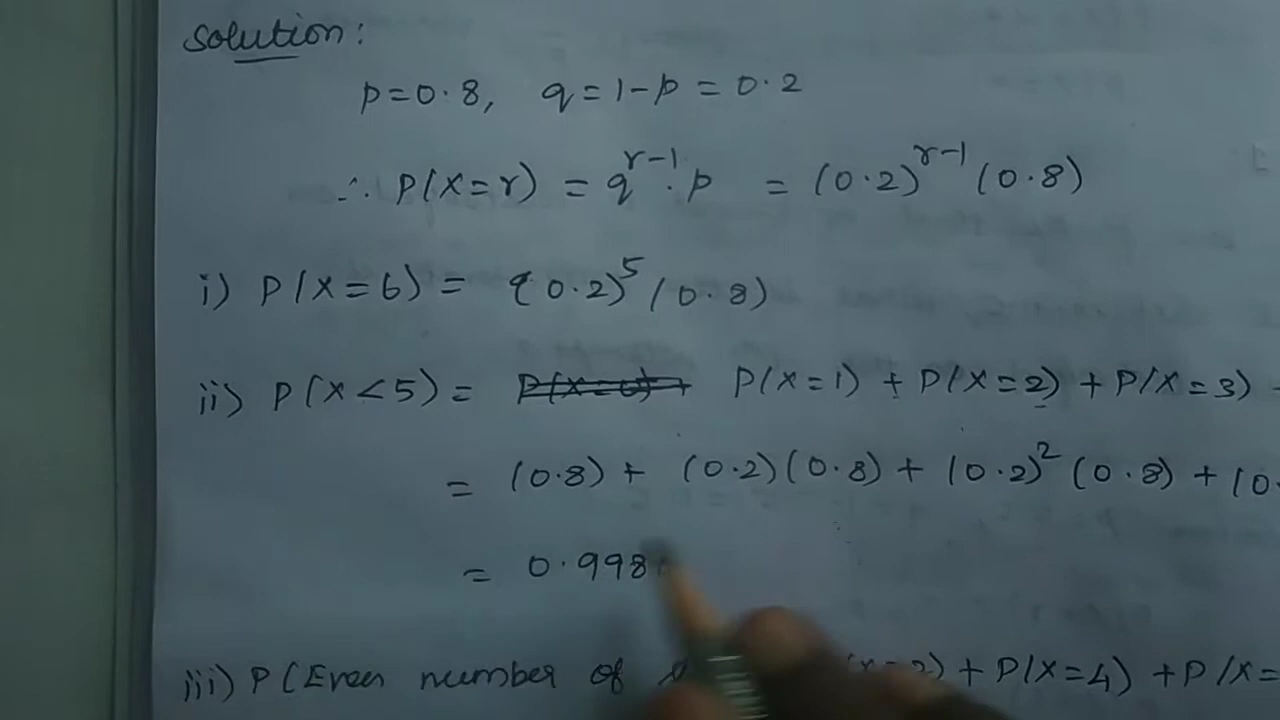 Solution:
p=0.8, q=1-p=0.2
∴ P(X=r) = q^{r-1}.p = (0.2)^{r-1}(0.8)
i) P(X=6) = (0.2)^5 (0.8)
ii) P(X<5) = P(X=1) + P(X=2) + P(X=3)
= (0.8) + (0.2)(0.8) + (0.2)^2 (0.8) + (0.
= 0.998
iii) P(Even number of =2) + P(X=4) + P(X=